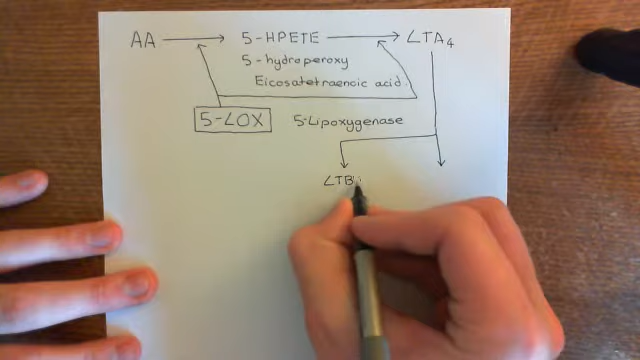 AA → 5-HPETE → LTA4
5-hydroperoxy
Eicosatetraenoic acid
5-LOX 5-Lipoxygenase
LTB